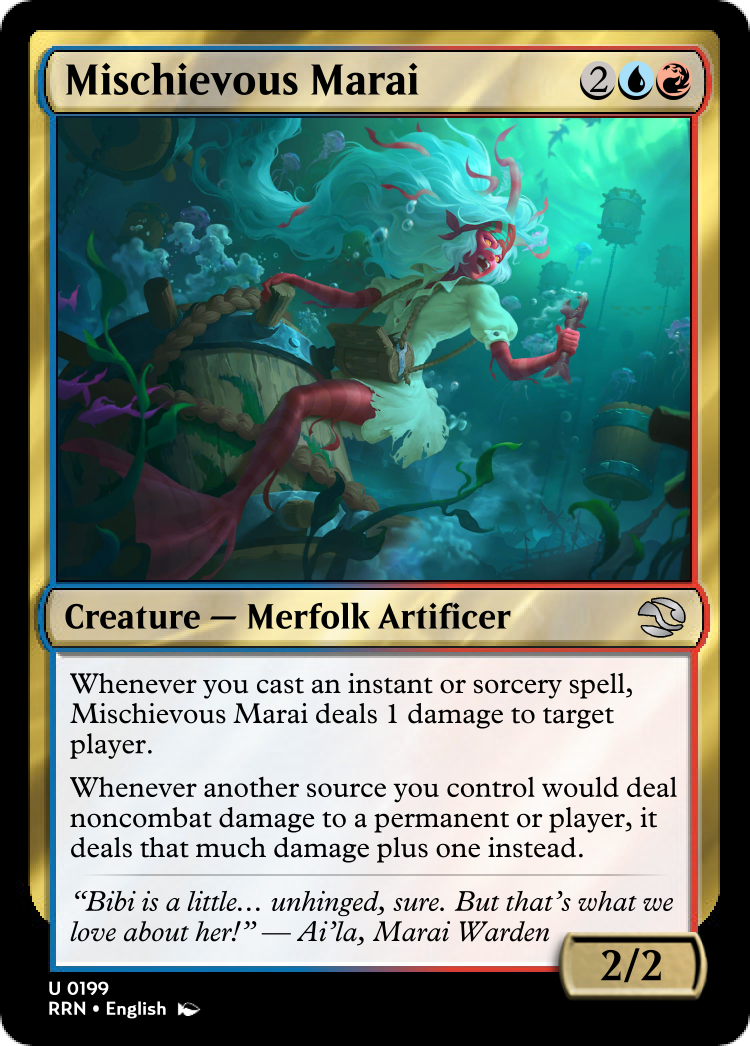 Mischievous Marai
2
Creature — Merfolk Artificer
Whenever you cast an instant or sorcery spell,
Mischievous Marai deals 1 damage to target
player.
Whenever another source you control would deal
noncombat damage to a permanent or player, it
deals that much damage plus one instead.
“Bibi is a little… unhinged, sure. But that’s what we
love about her!” — Ai’la, Marai Warden
2/2
U 0199
RRN • English